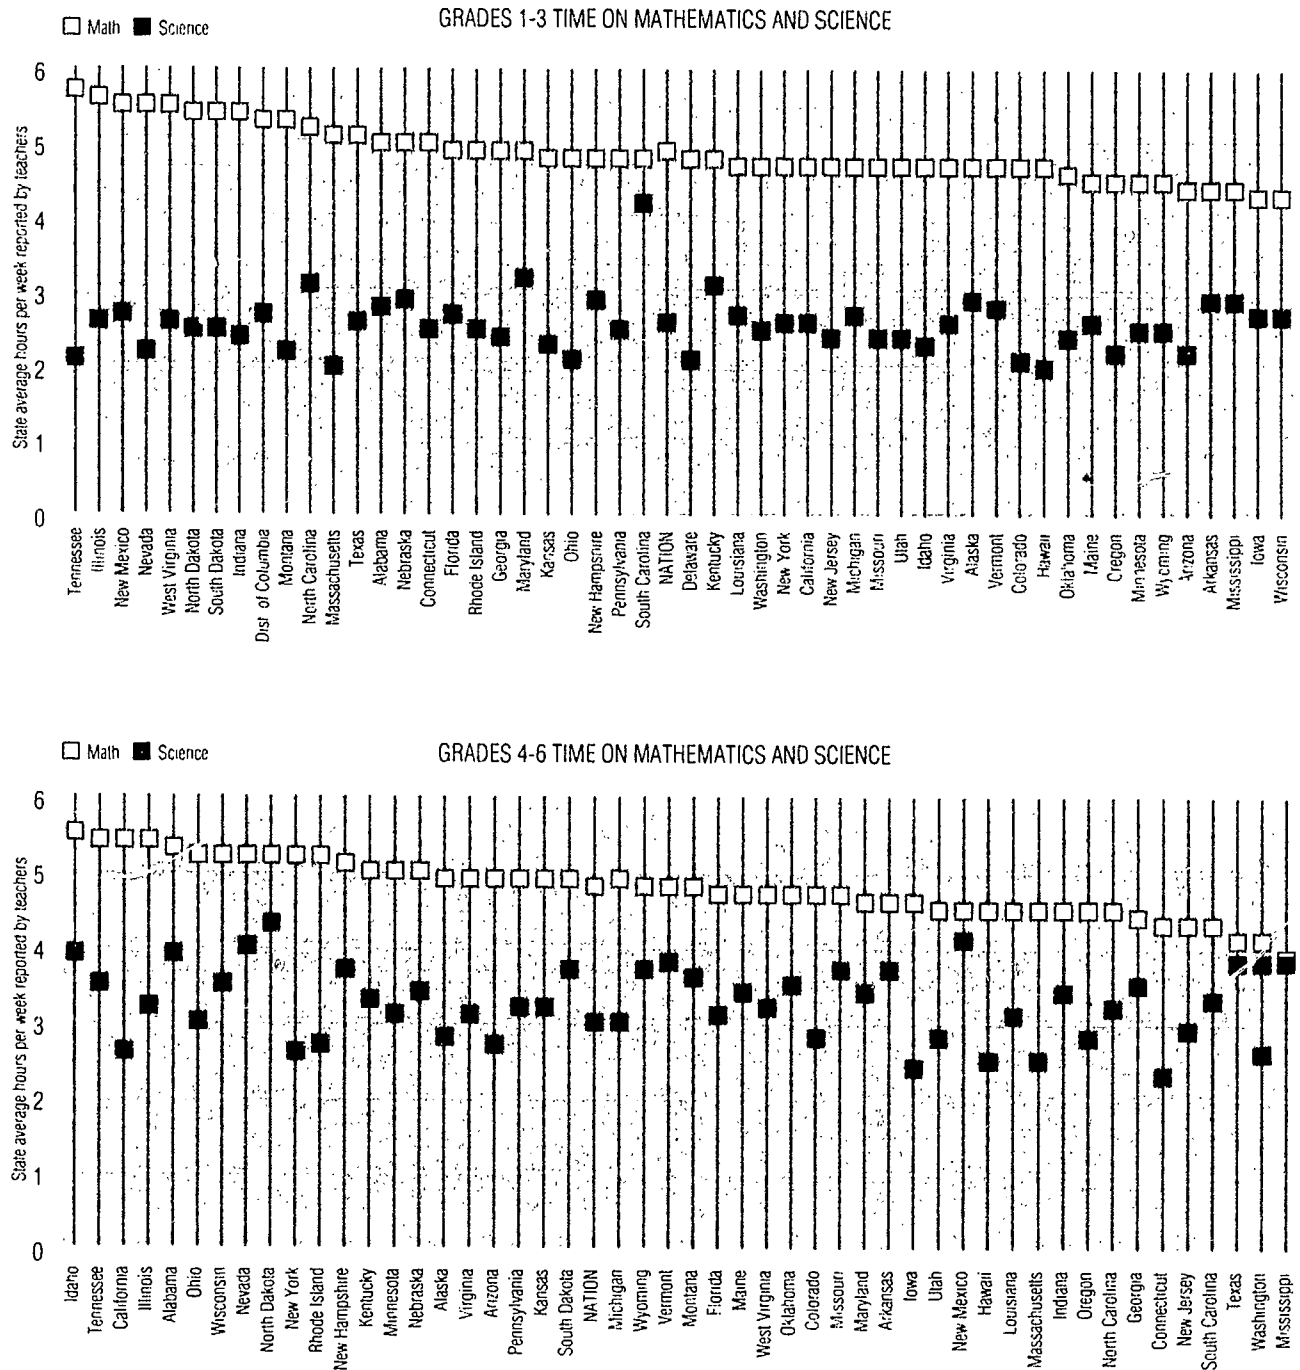 GRADES 1-3 TIME ON MATHEMATICS AND SCIENCE
Math Science
State average hours per week reported by teachers
6
5
4
3
2
1
0
Tennessee
Illinois
New Mexico
Nevada
West Virginia
North Dakota
South Dakota
Indiana
Dist of Columbia
Montana
North Carolina
Massachusetts
Texas
Alabama
Nebraska
Connecticut
Florida
Rhode Island
Georgia
Maryland
Kansas
Ohio
New Hampshire
Pennsylvania
South Carolina
NATION
Delaware
Kentucky
Louisiana
Washington
New York
California
New Jersey
Michigan
Missouri
Utah
Idaho
Virginia
Alaska
Vermont
Colorado
Hawaii
Oklahoma
Maine
Oregon
Minnesota
Wyoming
Arizona
Arkansas
Mississippi
Iowa
Wisconsin
Math Science
GRADES 4-6 TIME ON MATHEMATICS AND SCIENCE
State average hours per week reported by teachers
6
5
4
3
2
1
0
Idaho
Tennessee
California
Illinois
Alabama
Ohio
Wisconsin
Nevada
North Dakota
New York
Rhode Island
New Hampshire
Kentucky
Minnesota
Nebraska
Alaska
Virginia
Arizona
Pennsylvania
Kansas
South Dakota
NATION
Michigan
Wyoming
Vermont
Montana
Florida
Maine
West Virginia
Oklahoma
Colorado
Missouri
Maryland
Arkansas
Iowa
Utah
New Mexico
Hawaii
Louisiana
Massachusetts
Indiana
Oregon
North Carolina
Georgia
Connecticut
New Jersey
South Carolina
Texas
Washington
Mississippi